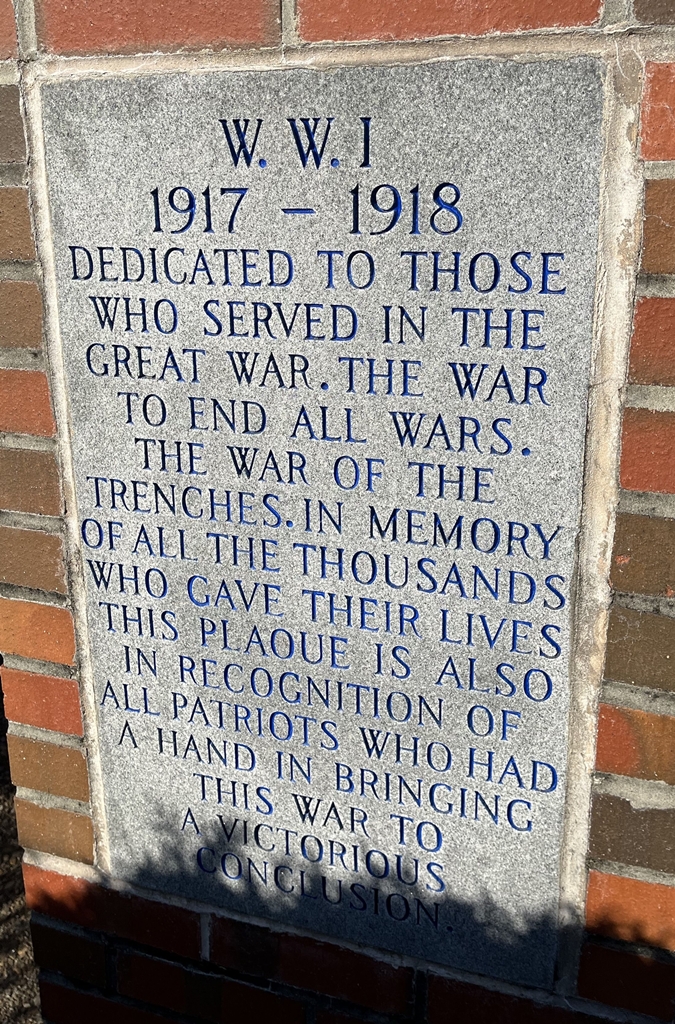 W. W. I
1917 – 1918
DEDICATED TO THOSE
WHO SERVED IN THE
GREAT WAR. THE WAR
TO END ALL WARS.
THE WAR OF THE
TRENCHES. IN MEMORY
OF ALL THE THOUSANDS
WHO GAVE THEIR LIVES
THIS PLAOUE IS ALSO
IN RECOGNITION OF
ALL PATRIOTS WHO HAD
A HAND IN BRINGING
THIS WAR TO
A VICTORIOUS
CONCLUSION.